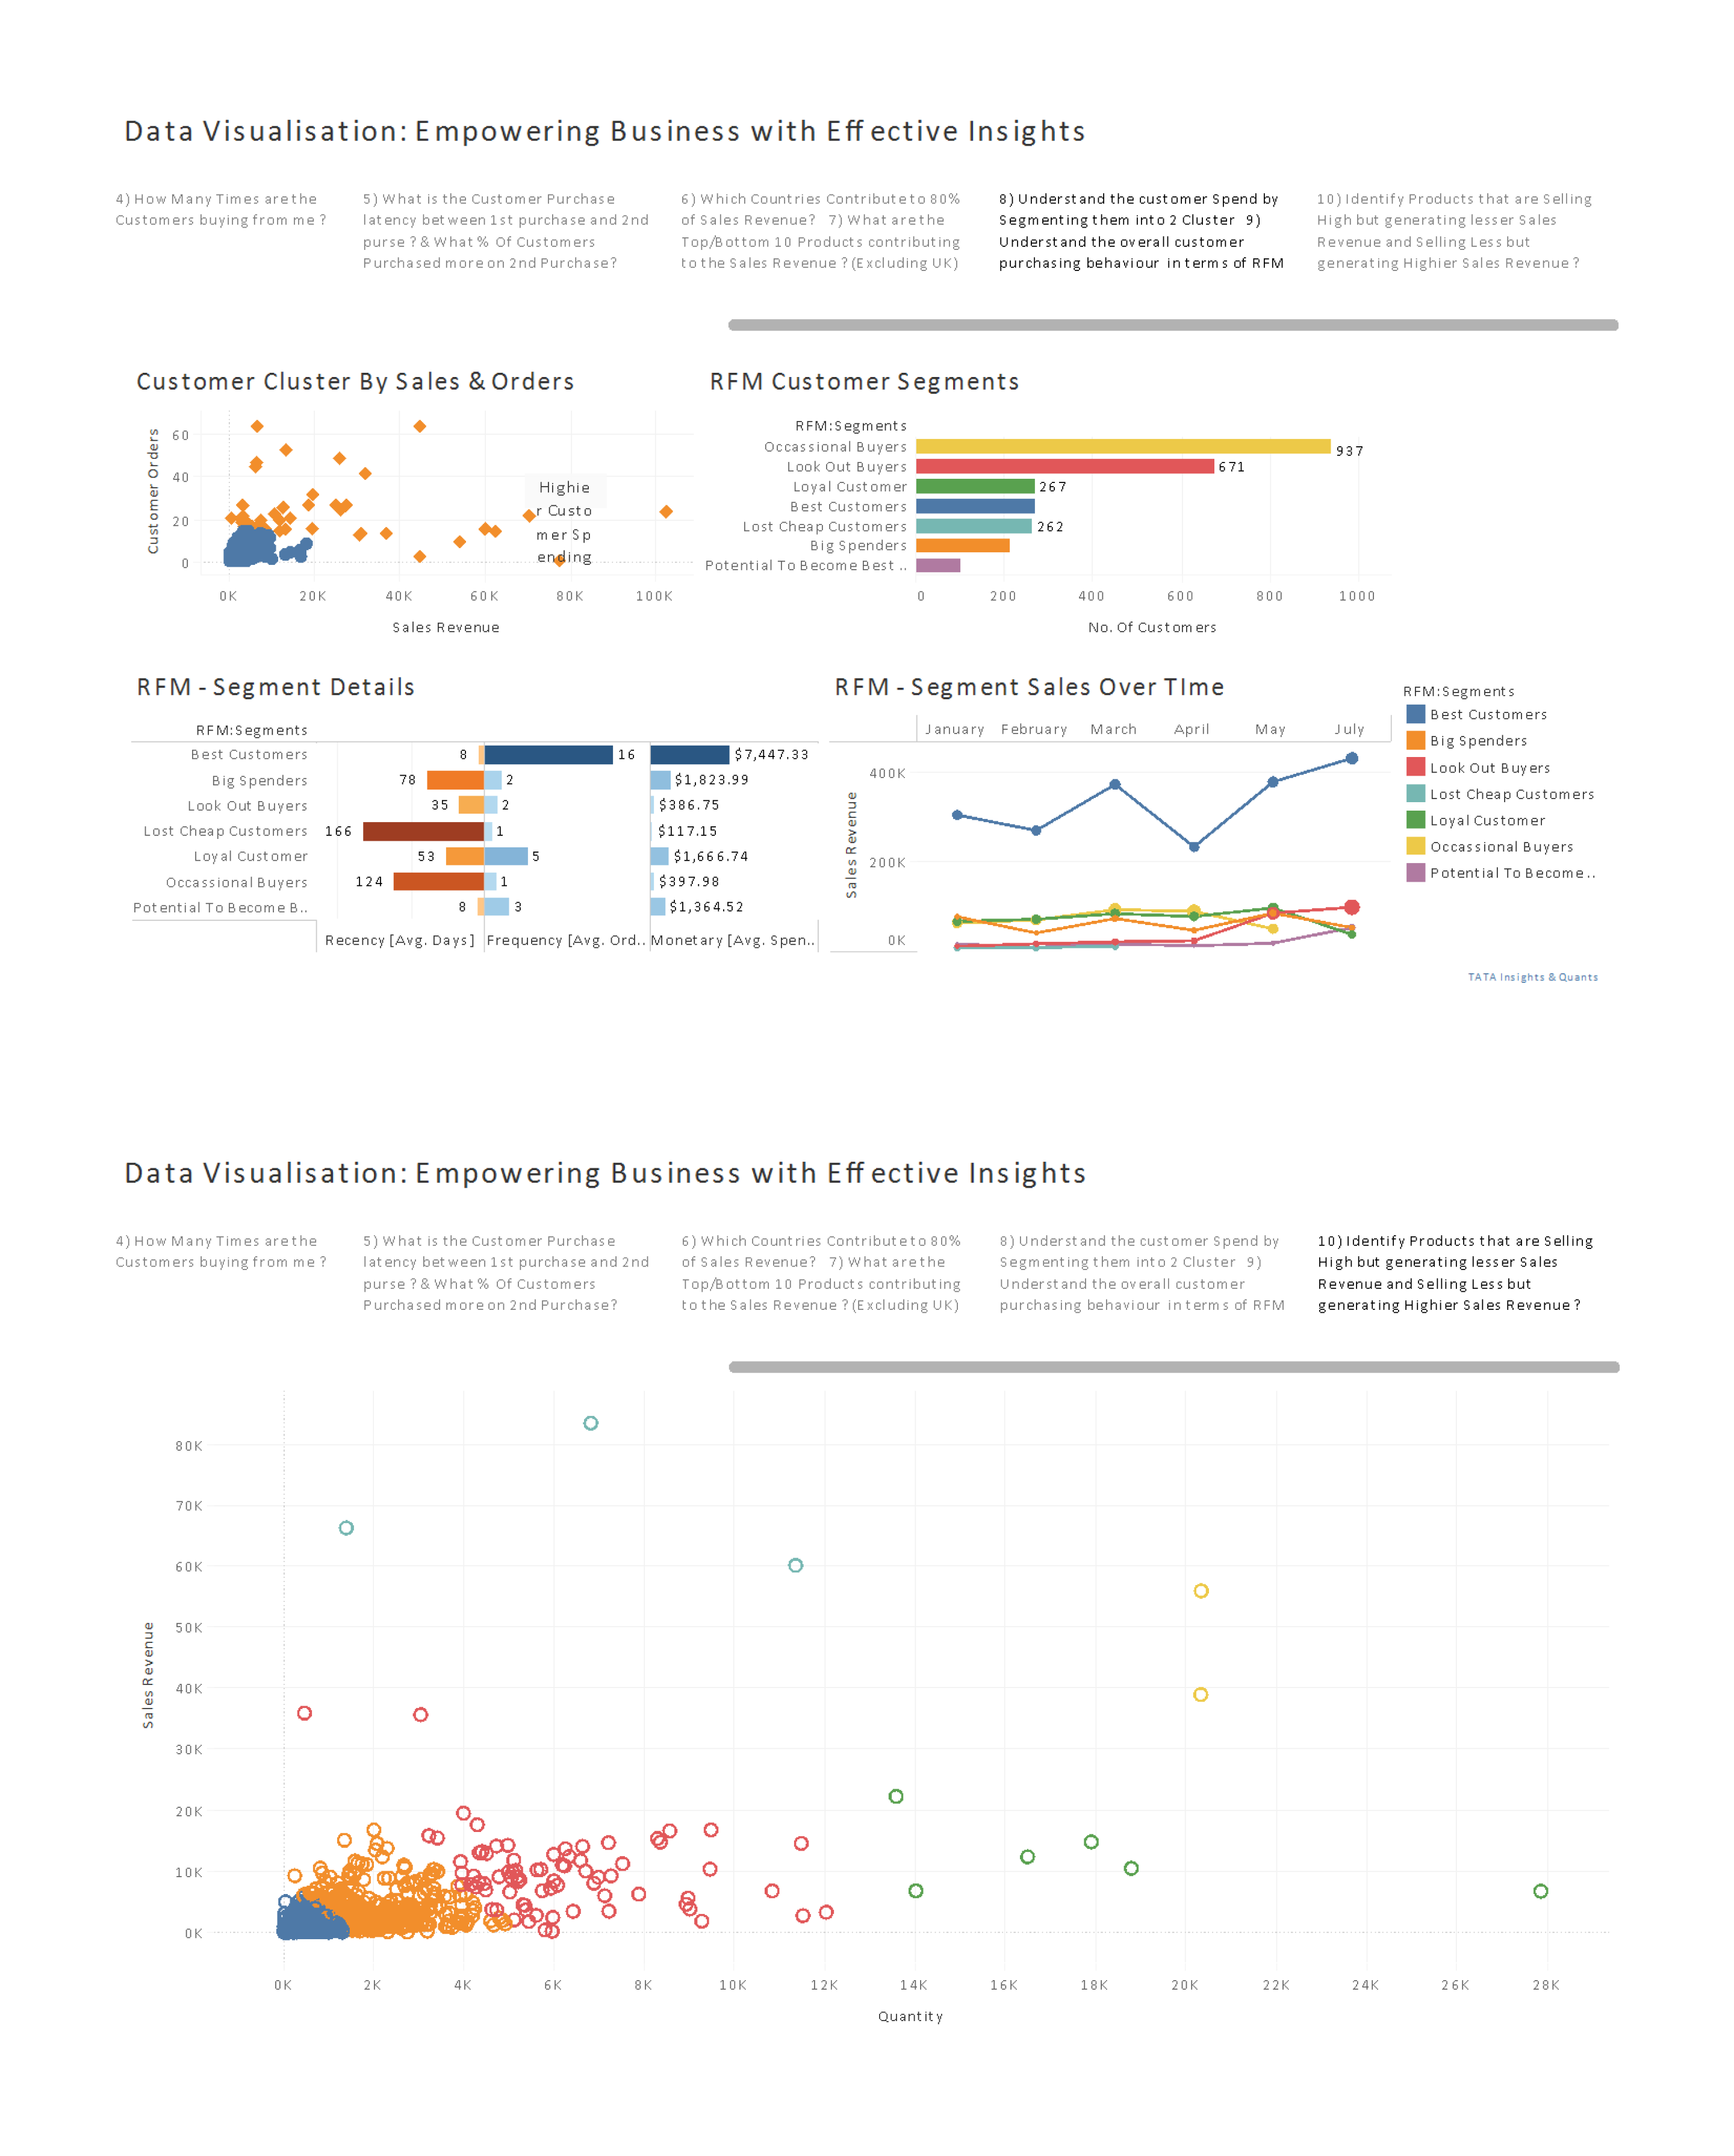 Data Visualisation: Empowering Business with Effective Insights
4) How Many Times are the
Customers buying from me ?
5) What is the Customer Purchase
latency between 1st purchase and 2nd
purse ? & What % Of Customers
Purchased more on 2nd Purchase?
6) Which Countries Contribute to 80%
of Sales Revenue? 7) What are the
Top/Bottom 10 Products contributing
to the Sales Revenue ? (Excluding UK)
8) Understand the customer Spend by
Segmenting them into 2 Cluster 9)
Understand the overall customer
purchasing behaviour in terms of RFM
10) Identify Products that are Selling
High but generating lesser Sales
Revenue and Selling Less but
generating Highier Sales Revenue ?
Customer Cluster By Sales & Orders
Customer Orders
60
40
20
0
Highie
r Custo
mer Sp
ending
0K 20K 40K 60K 80K 100K
Sales Revenue
RFM Customer Segments
RFM:Segments
Occassional Buyers 937
Look Out Buyers 671
Loyal Customer 267
Best Customers
Lost Cheap Customers 262
Big Spenders
Potential To Become Best ..
0 200 400 600 800 1000
No. Of Customers
RFM - Segment Details
RFM:Segments
Best Customers 8 16 $7,447.33
Big Spenders 78 2 $1,823.99
Look Out Buyers 35 2 $386.75
Lost Cheap Customers 166 1 $117.15
Loyal Customer 53 5 $1,666.74
Occassional Buyers 124 1 $397.98
Potential To Become B.. 8 3 $1,364.52
Recency [Avg. Days] Frequency [Avg. Ord.. Monetary [Avg. Spen..
RFM - Segment Sales Over TIme
January February March April May July
Sales Revenue
400K
200K
0K
RFM:Segments
Best Customers
Big Spenders
Look Out Buyers
Lost Cheap Customers
Loyal Customer
Occassional Buyers
Potential To Become ..
TATA Insights & Quants
Data Visualisation: Empowering Business with Effective Insights
4) How Many Times are the
Customers buying from me ?
5) What is the Customer Purchase
latency between 1st purchase and 2nd
purse ? & What % Of Customers
Purchased more on 2nd Purchase?
6) Which Countries Contribute to 80%
of Sales Revenue? 7) What are the
Top/Bottom 10 Products contributing
to the Sales Revenue ? (Excluding UK)
8) Understand the customer Spend by
Segmenting them into 2 Cluster 9)
Understand the overall customer
purchasing behaviour in terms of RFM
10) Identify Products that are Selling
High but generating lesser Sales
Revenue and Selling Less but
generating Highier Sales Revenue ?
Sales Revenue
80K
70K
60K
50K
40K
30K
20K
10K
0K
0K 2K 4K 6K 8K 10K 12K 14K 16K 18K 20K 22K 24K 26K 28K
Quantity